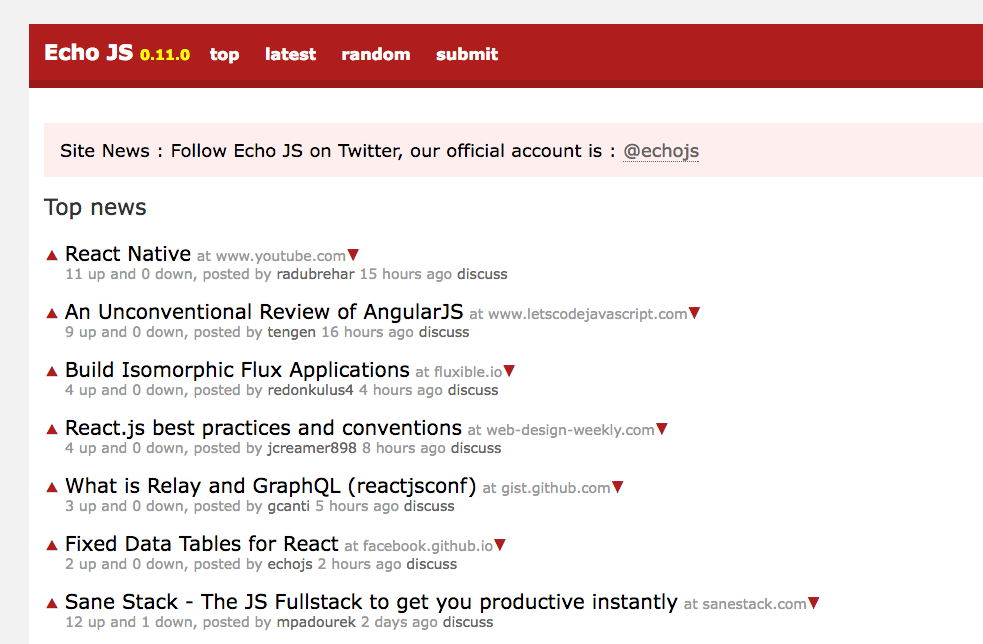 Echo JS 0.11.0 top latest random submit
Site News : Follow Echo JS on Twitter, our official account is : @echojs
Top news
▲ React Native at www.youtube.com▼
11 up and 0 down, posted by radubrehar 15 hours ago discuss
▲ An Unconventional Review of AngularJS at www.letscodejavascript.com▼
9 up and 0 down, posted by tengen 16 hours ago discuss
▲ Build Isomorphic Flux Applications at fluxible.io▼
4 up and 0 down, posted by redonkulus4 4 hours ago discuss
▲ React.js best practices and conventions at web-design-weekly.com▼
4 up and 0 down, posted by jcreamer898 8 hours ago discuss
▲ What is Relay and GraphQL (reactjsconf) at gist.github.com▼
3 up and 0 down, posted by gcanti 5 hours ago discuss
▲ Fixed Data Tables for React at facebook.github.io▼
2 up and 0 down, posted by echojs 2 hours ago discuss
▲ Sane Stack - The JS Fullstack to get you productive instantly at sanestack.com▼
12 up and 1 down, posted by mpadourek 2 days ago discuss